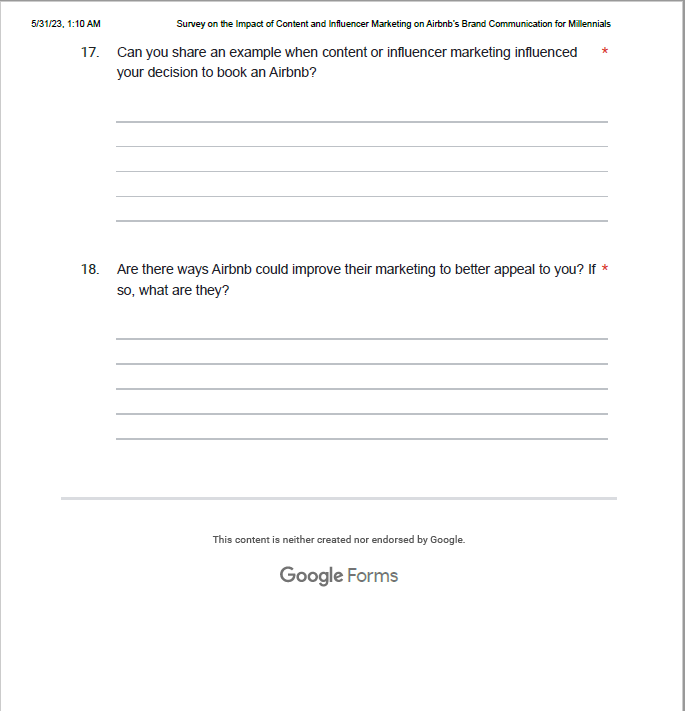 5/31/23, 1:10 AM Survey on the Impact of Content and Influencer Marketing on Airbnb's Brand Communication for Millennials
17. Can you share an example when content or influencer marketing influenced *
your decision to book an Airbnb?
18. Are there ways Airbnb could improve their marketing to better appeal to you? If *
so, what are they?
This content is neither created nor endorsed by Google.
Google Forms